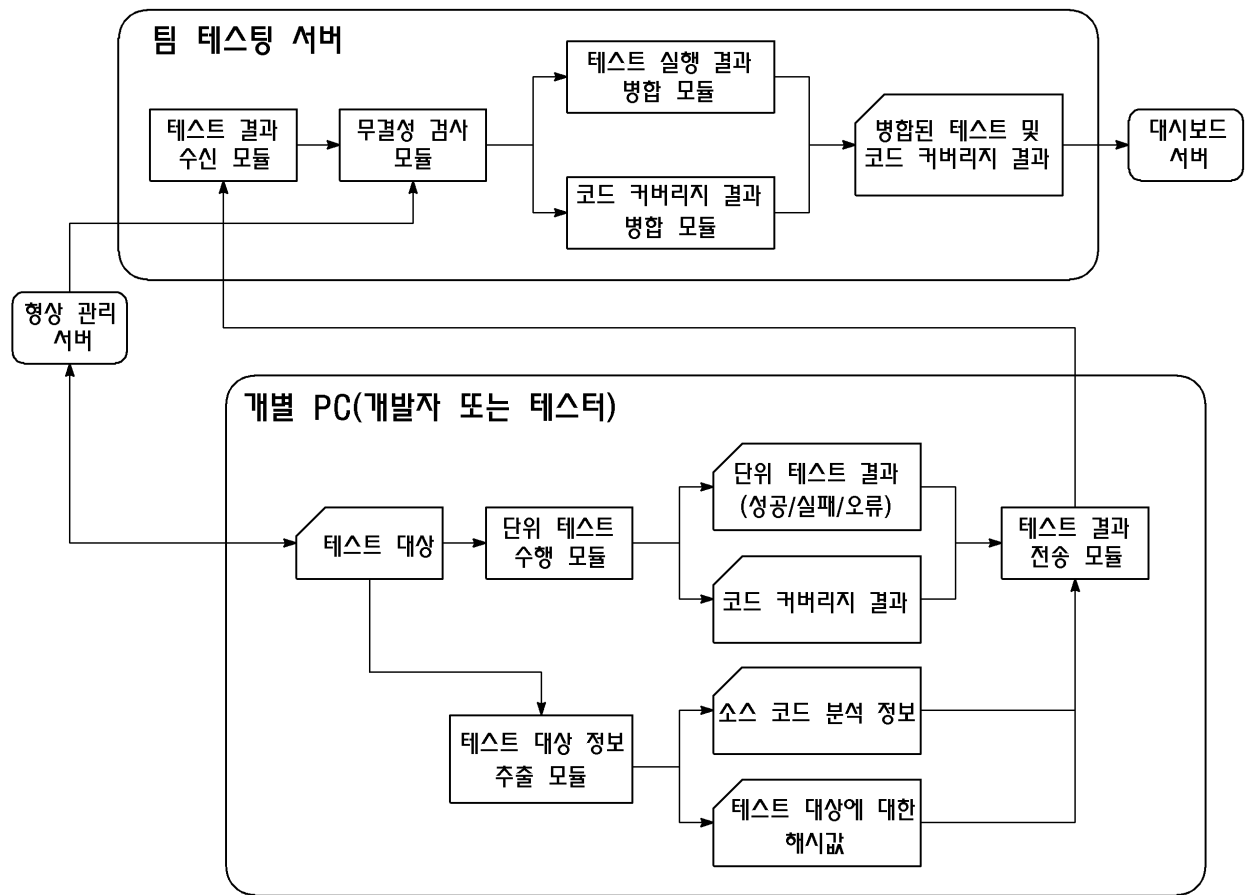 팀 테스팅 서버
테스트 실행 결과
병합 모듈
테스트 결과
수신 모듈
무결성 검사
모듈
코드 커버리지 결과
병합 모듈
병합된 테스트 및
코드 커버리지 결과
대시보드
서버
형상 관리
서버
개별 PC(개발자 또는 테스터)
단위 테스트 결과
(성공/실패/오류)
테스트 대상
단위 테스트
수행 모듈
코드 커버리지 결과
테스트 결과
전송 모듈
소스 코드 분석 정보
테스트 대상 정보
추출 모듈
테스트 대상에 대한
해시값